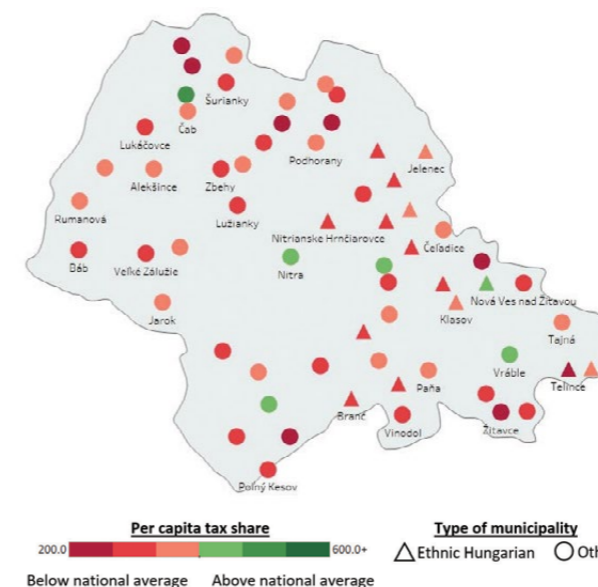 Šurianky
Čab
Lukáčovce
Podhorany
Jelenec
Alekšince
Zbehy
Rumanová
Lužianky
Nitrianske Hrnčiarovce
Čeľadice
Báb
Veľké Zálužie
Nitra
Nová Ves nad Žitavou
Jarok
Klasov
Tajná
Vráble
Telince
Paňa
Branč
Vinodol
Žitavce
Poľný Kesov
Per capita tax share
Type of municipality
200.0
600.0+
Ethnic Hungarian
Oth
Below national average
Above national average